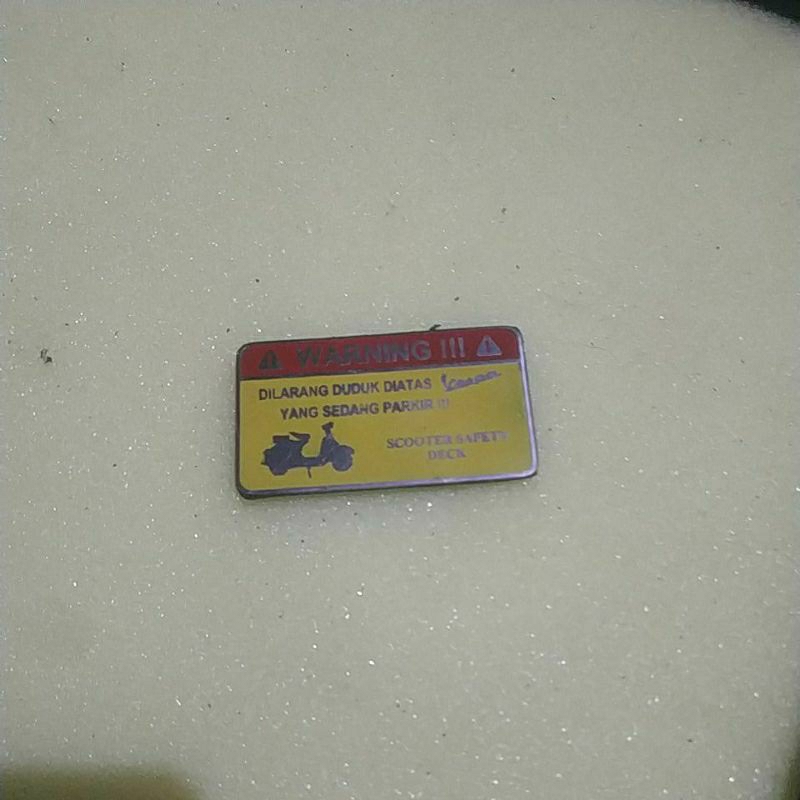 WARNING !!!
DILARANG DUDUK DIATAS Vespa
YANG SEDANG PARKIR !!!
SCOOTER SAFETY
DECK